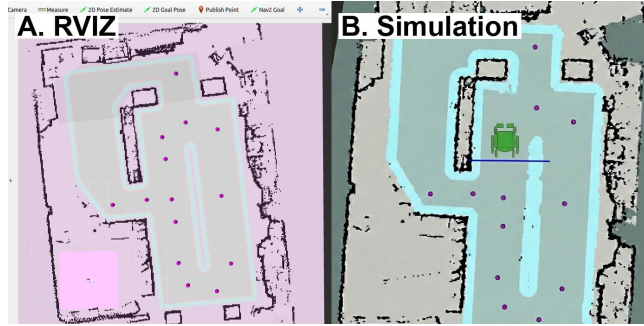 Camera Measure 2D Pose Estimate 2D Goal Pose Publish Point Nav2 Goal
A. RVIZ
B. Simulation